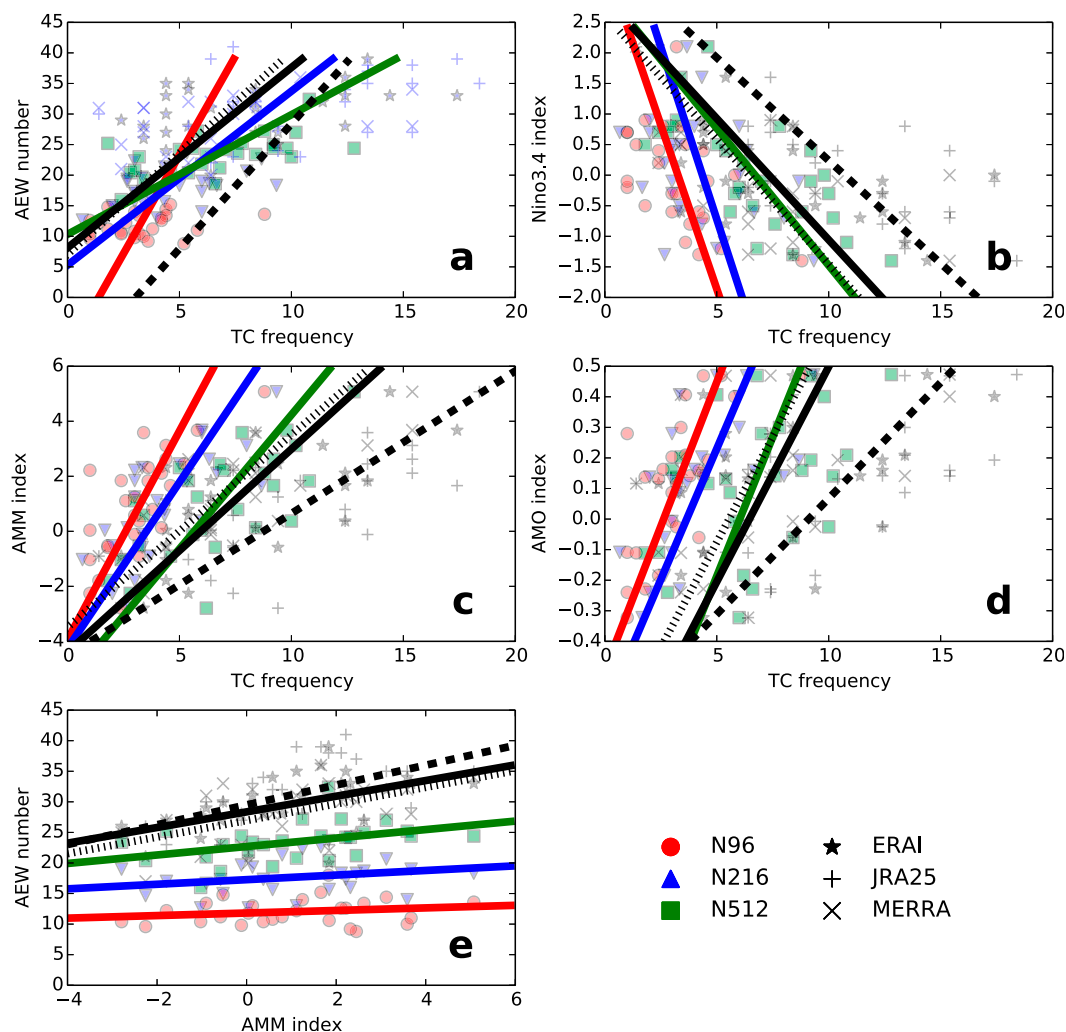 45
40
35
30
25
20
15
10
5
0
AEW number
0 5 10 15 20
TC frequency
a
2.5
2.0
1.5
1.0
0.5
0.0
−0.5
−1.0
−1.5
−2.0
Nino3.4 index
0 5 10 15 20
TC frequency
b
6
4
2
0
−2
−4
AMM index
0 5 10 15 20
TC frequency
c
0.5
0.4
0.3
0.2
0.1
0.0
−0.1
−0.2
−0.3
−0.4
AMO index
0 5 10 15 20
TC frequency
d
45
40
35
30
25
20
15
10
5
0
AEW number
−4 −2 0 2 4 6
AMM index
e
N96
N216
N512
ERAI
JRA25
MERRA